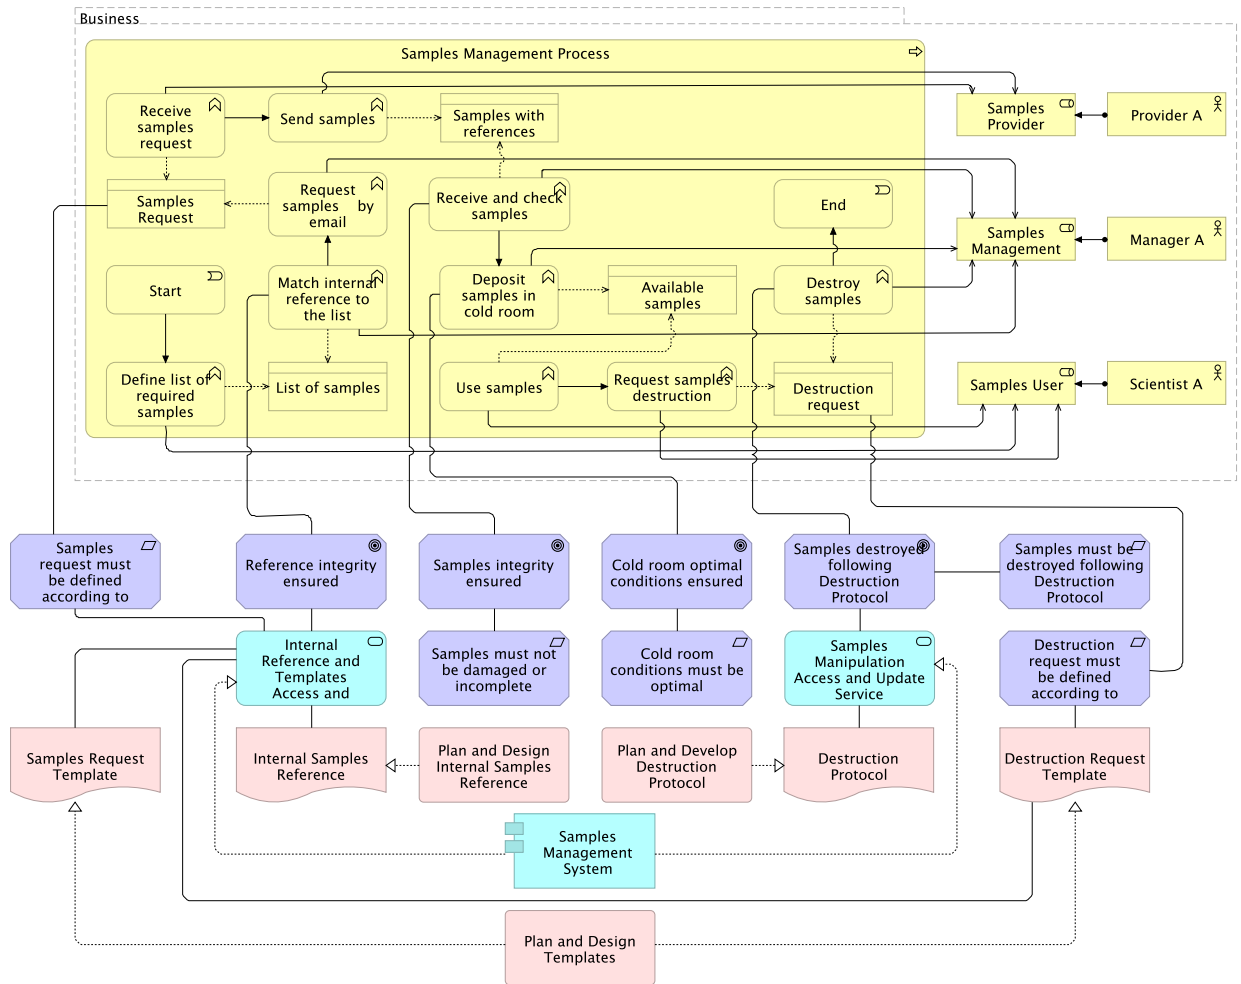 Business
Samples Management Process
Receive
samples
request
Send samples
Samples with
references
Samples
Provider
Provider A
Samples
Request
Request
samples by
email
Receive and check
samples
End
Samples
Management
Manager A
Start
Match internal
reference to
the list
Deposit
samples in
cold room
Available
samples
Destroy
samples
Define list of
required
samples
List of samples
Use samples
Request samples
destruction
Destruction
request
Samples User
Scientist A
Samples
request must
be defined
according to
Reference integrity
ensured
Samples integrity
ensured
Cold room optimal
conditions ensured
Samples destroyed
following
Destruction
Protocol
Samples must be
destroyed following
Destruction
Protocol
Internal
Reference and
Templates
Access and
Samples must not
be damaged or
incomplete
Cold room
conditions must be
optimal
Samples
Manipulation
Access and Update
Service
Destruction
request must
be defined
according to
Samples Request
Template
Internal Samples
Reference
Plan and Design
Internal Samples
Reference
Plan and Develop
Destruction
Protocol
Destruction
Protocol
Destruction Request
Template
Samples
Management
System
Plan and Design
Templates